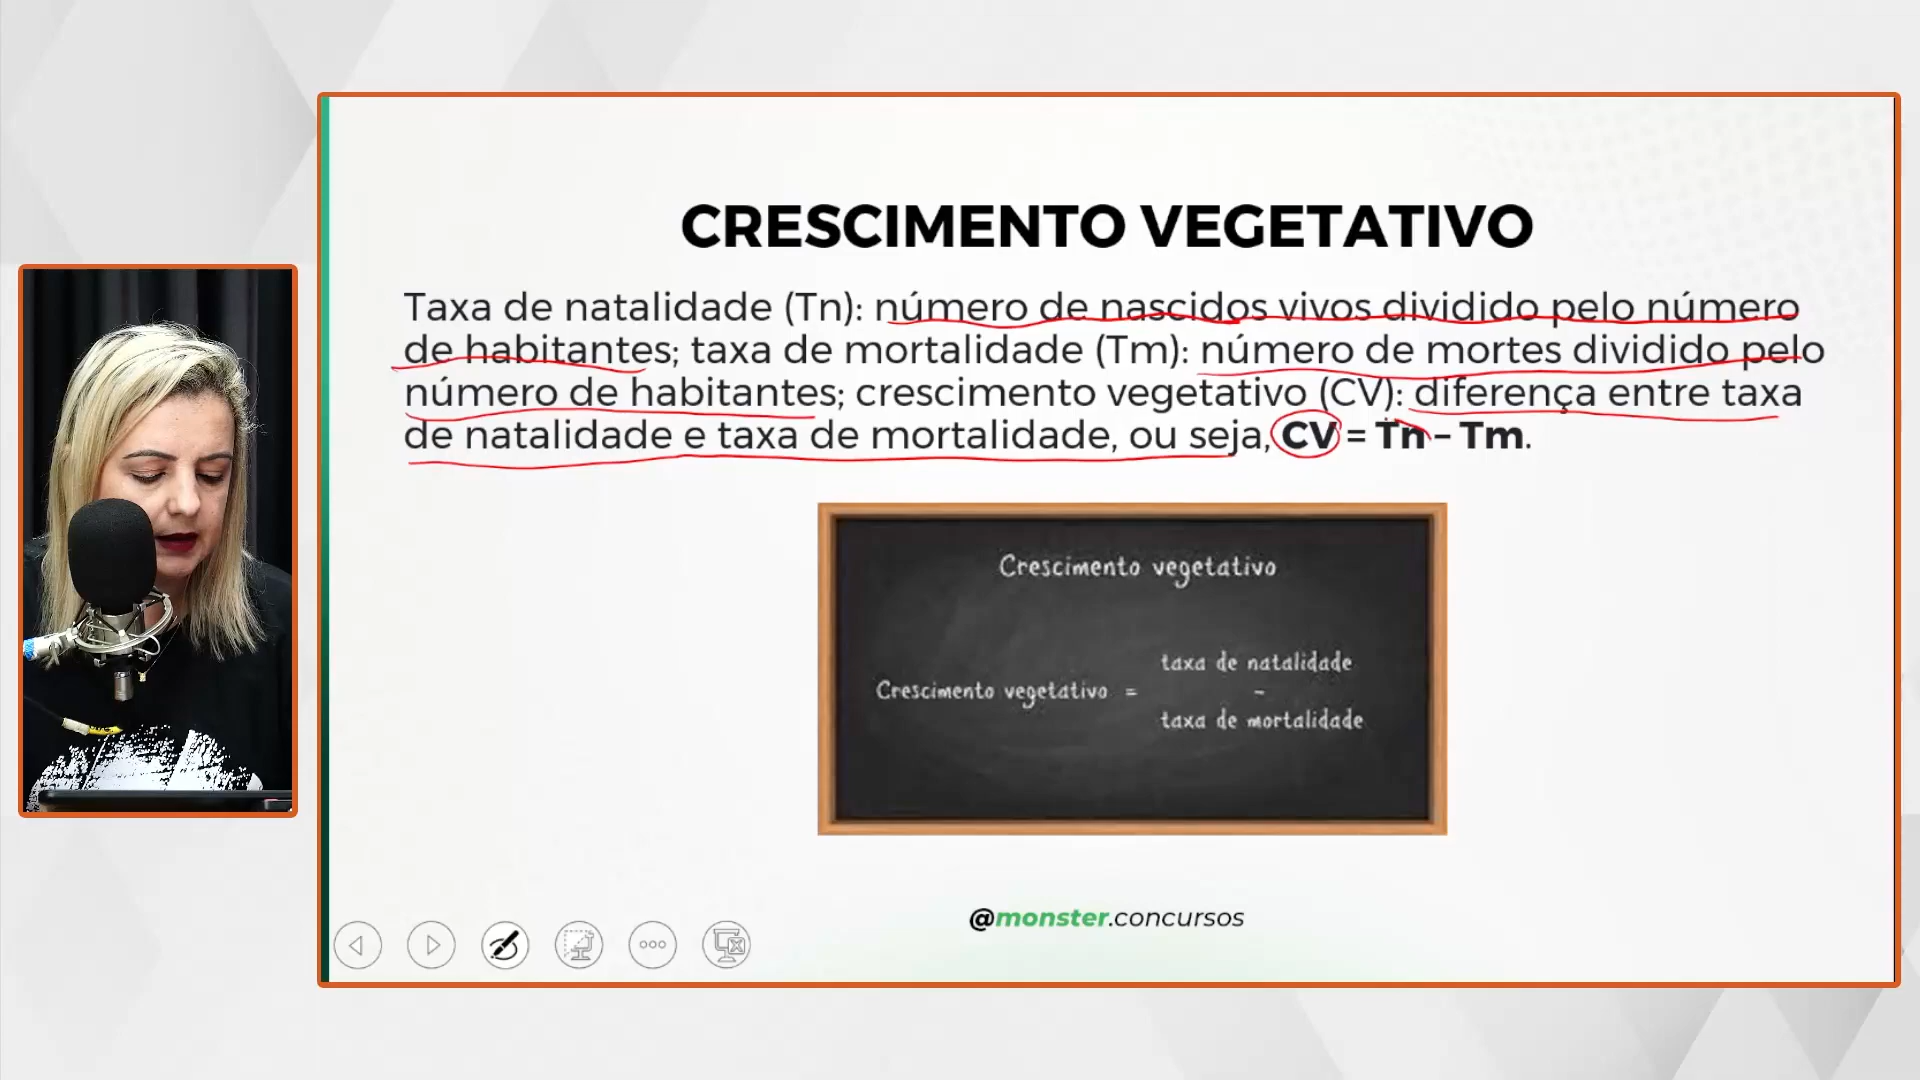 CRESCIMENTO VEGETATIVO
Taxa de natalidade (Tn): número de nascidos vivos dividido pelo número
de habitantes; taxa de mortalidade (Tm): número de mortes dividido pelo
número de habitantes; crescimento vegetativo (CV): diferença entre taxa
de natalidade e taxa de mortalidade, ou seja, CV = Tn – Tm.
Crescimento vegetativo
taxa de natalidade
Crescimento vegetativo = -
taxa de mortalidade
@monster.concursos